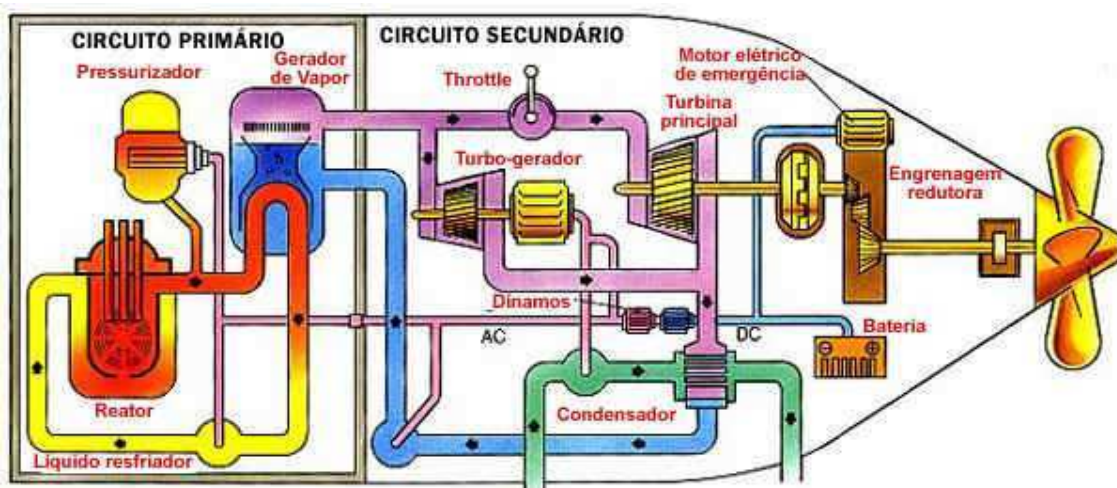 CIRCUITO PRIMÁRIO
CIRCUITO SECUNDÁRIO
Pressurizador
Gerador
de Vapor
Throttle
Motor elétrico
de emergência
Turbina
principal
Turbo-gerador
Engrenagem
redutora
Dínamos
AC
DC
Bateria
Reator
Condensador
Líquido resfriador